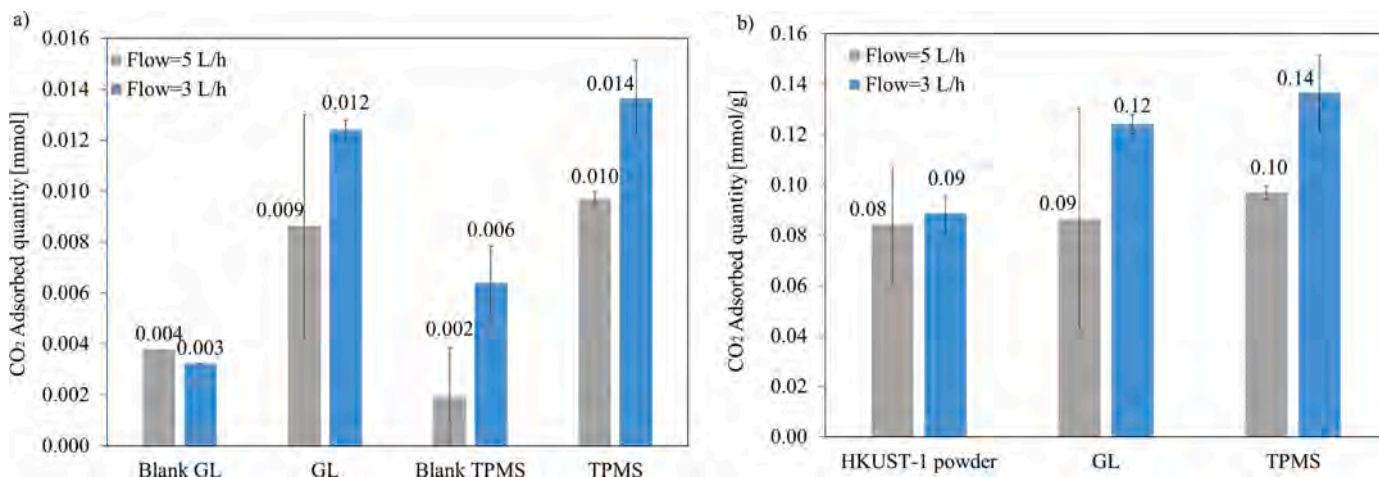 a)
CO₂ Adsorbed quantity [mmol]
0.016
0.014
0.012
0.010
0.008
0.006
0.004
0.002
0.000
Flow=5 L/h
Flow=3 L/h
0.004
0.003
0.009
0.012
0.002
0.006
0.010
0.014
Blank GL
GL
Blank TPMS
TPMS
b)
CO₂ Adsorbed quantity [mmol/g]
0.16
0.14
0.12
0.10
0.08
0.06
0.04
0.02
0.00
Flow=5 L/h
Flow=3 L/h
0.08
0.09
0.09
0.12
0.10
0.14
HKUST-1 powder
GL
TPMS